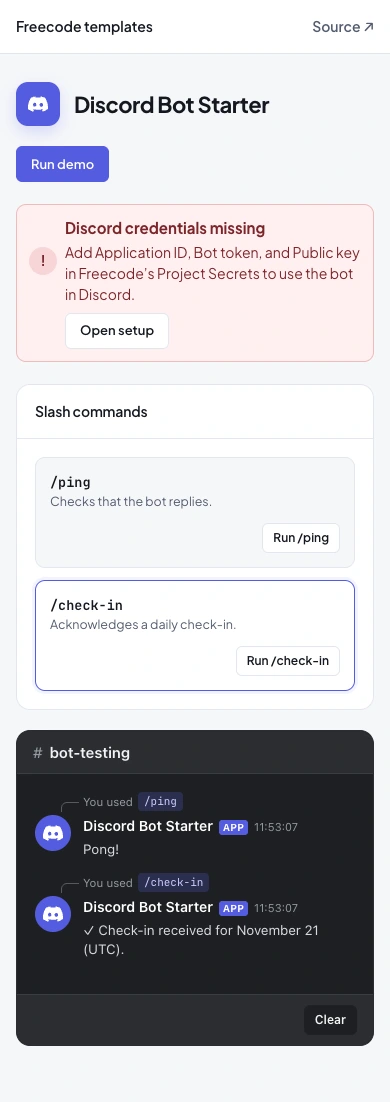 Freecode templates
Source ↗
Discord Bot Starter
Run demo
!
Discord credentials missing
Add Application ID, Bot token, and Public key
in Freecode's Project Secrets to use the bot
in Discord.
Open setup
Slash commands
/ping
Checks that the bot replies.
Run /ping
/check-in
Acknowledges a daily check-in.
Run /check-in
# bot-testing
You used /ping
Discord Bot Starter APP 11:53:07
Pong!
You used /check-in
Discord Bot Starter APP 11:53:07
✓ Check-in received for November 21
(UTC).
Clear